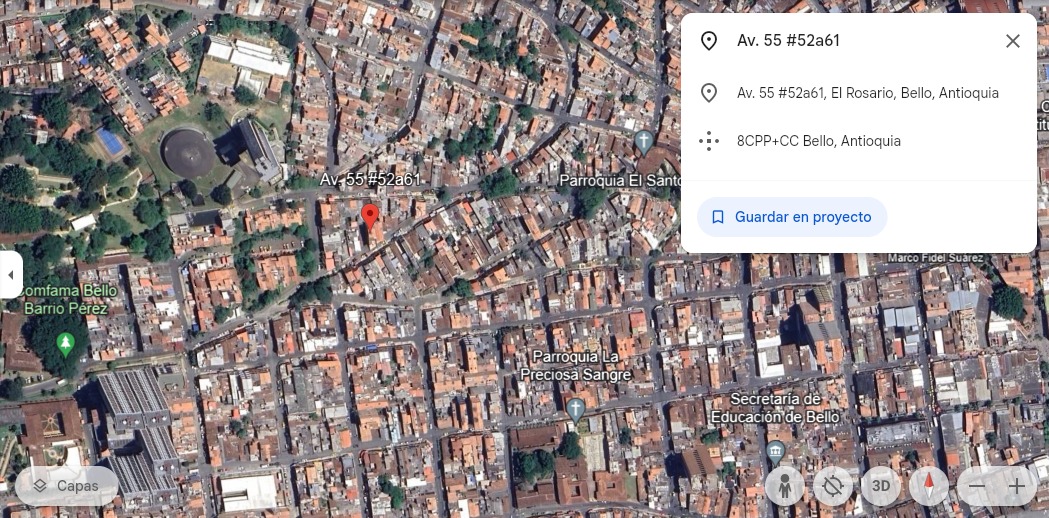 Av. 55 #52a61
Av. 55 #52a61, El Rosario, Bello, Antioquia
8CPP+CC Bello, Antioquia
Guardar en proyecto
Av. 55 #52a61
Parroquia El Santo
Marco Fidel Suárez
Comfama Bello
Barrio Pérez
Parroquia La
Preciosa Sangre
Secretaría de
Educación de Bello
Capas
3D